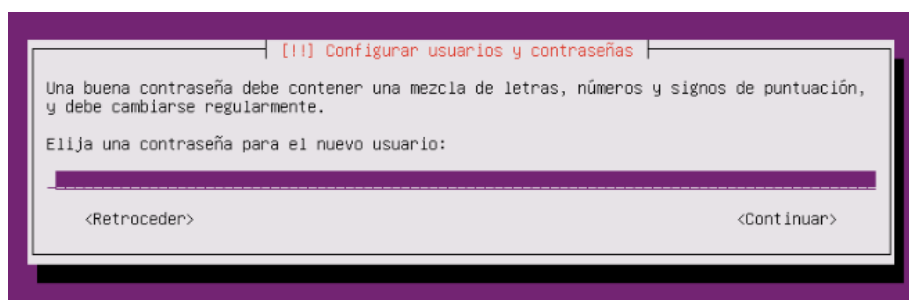 [!!] Configurar usuarios y contraseñas
Una buena contraseña debe contener una mezcla de letras, números y signos de puntuación,
y debe cambiarse regularmente.
Elija una contraseña para el nuevo usuario:
<Retroceder> <Continuar>